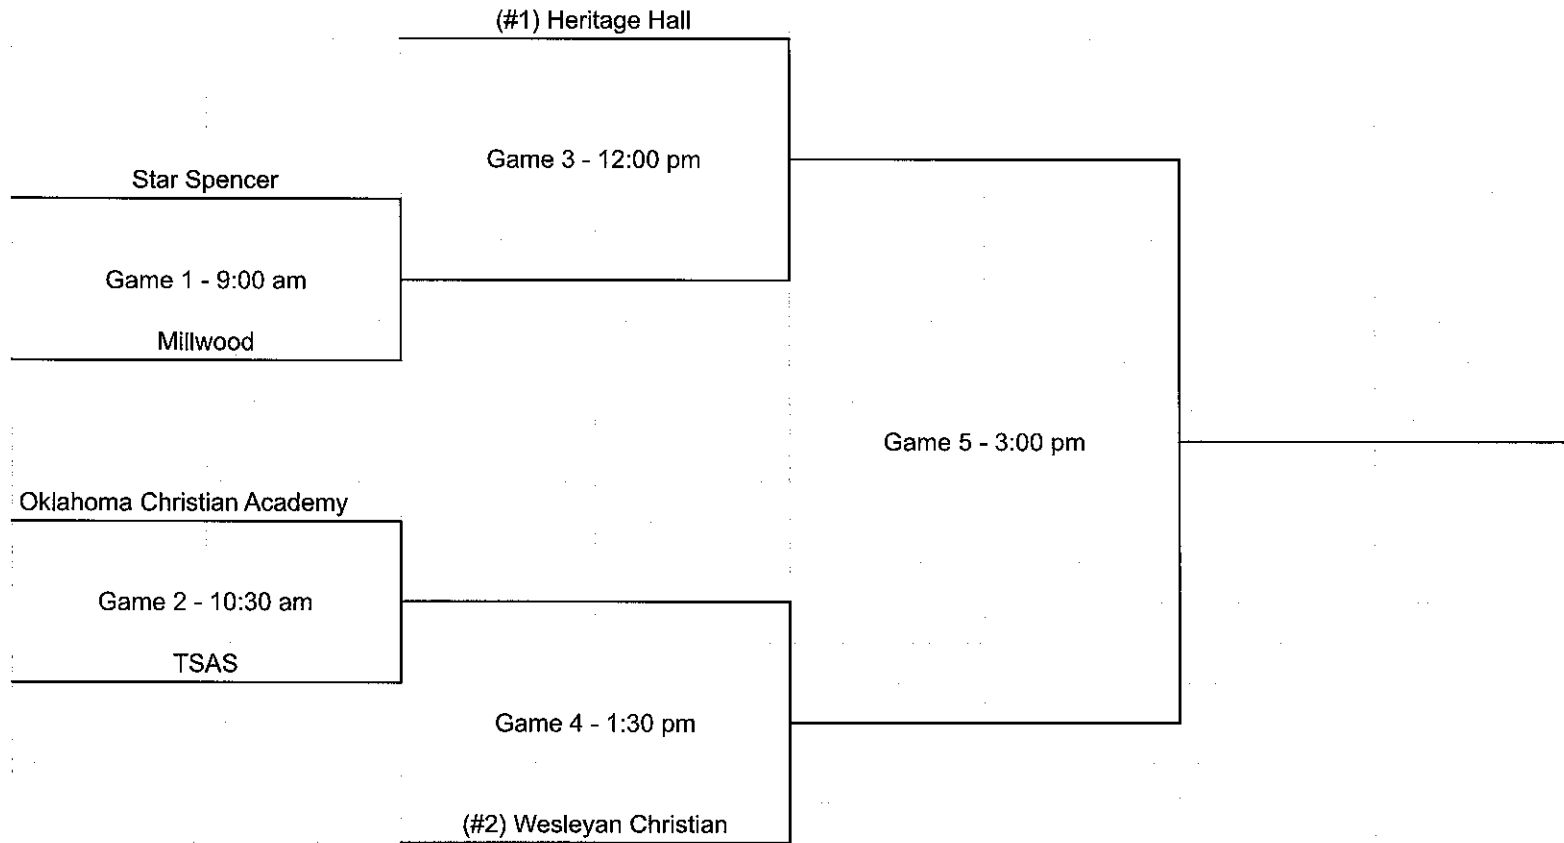 (#1) Heritage Hall
Game 3 - 12:00 pm
Star Spencer
Game 1 - 9:00 am
Millwood
Game 5 - 3:00 pm
Oklahoma Christian Academy
Game 2 - 10:30 am
TSAS
Game 4 - 1:30 pm
(#2) Wesleyan Christian